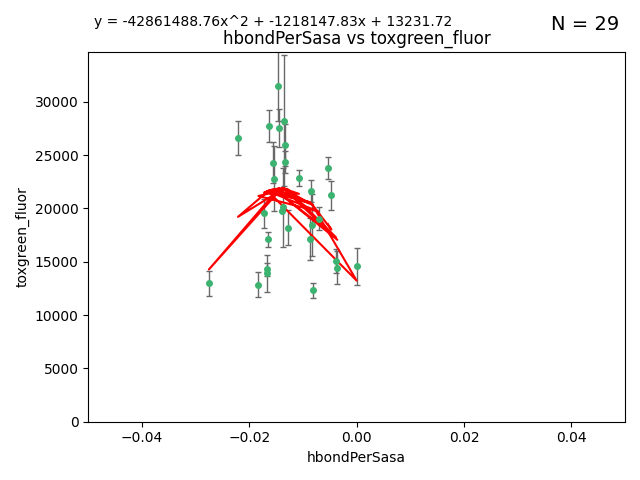 y = -42861488.76x^2 + -1218147.83x + 13231.72
N = 29
hbondPerSasa vs toxgreen_fluor
30000
25000
20000
15000
10000
5000
0
toxgreen_fluor
−0.04
−0.02
0.00
0.02
0.04
hbondPerSasa